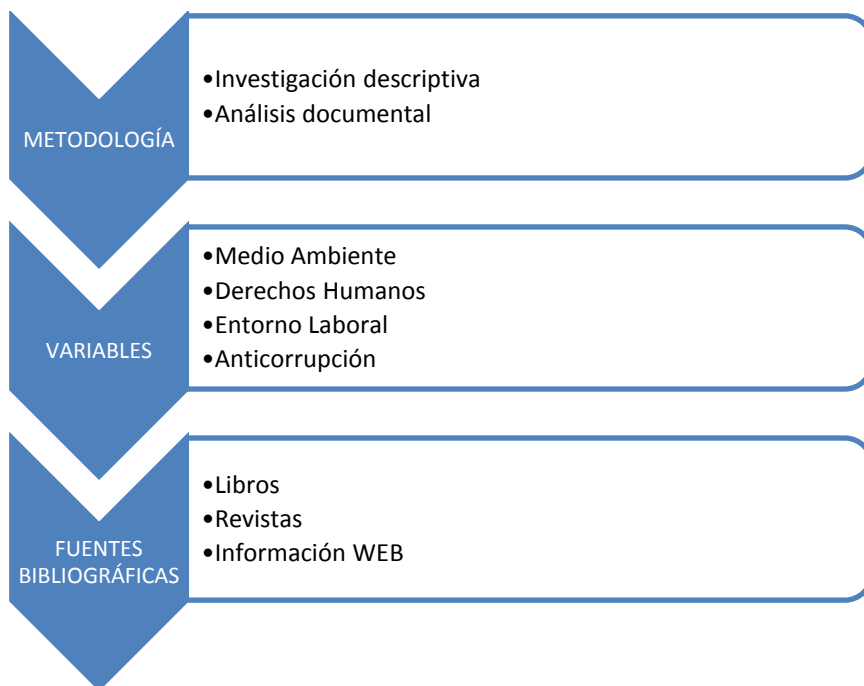 METODOLOGÍA
•Investigación descriptiva
•Análisis documental
VARIABLES
•Medio Ambiente
•Derechos Humanos
•Entorno Laboral
•Anticorrupción
FUENTES
BIBLIOGRÁFICAS
•Libros
•Revistas
•Información WEB